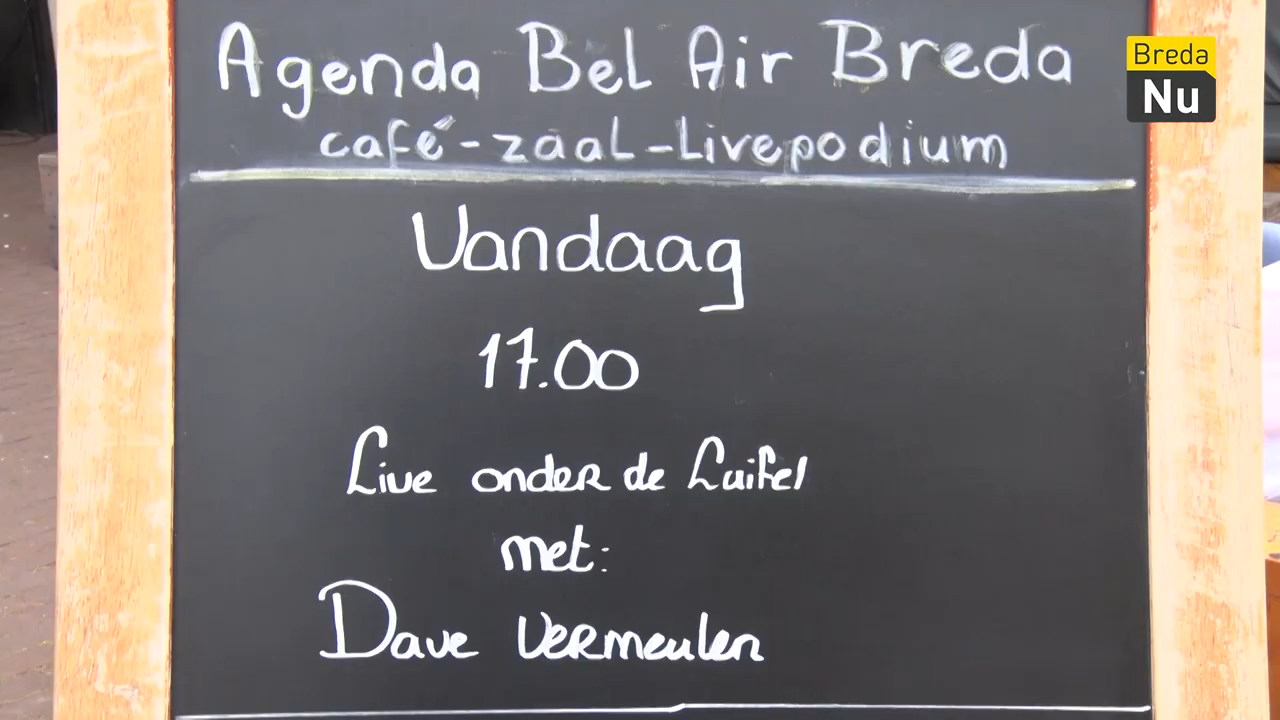 Agenda Bel Air Breda
café-zaal-Livepodium
Vandaag
17.00
Live onder de Luifel
met:
Dave Vermeulen
Breda
Nu